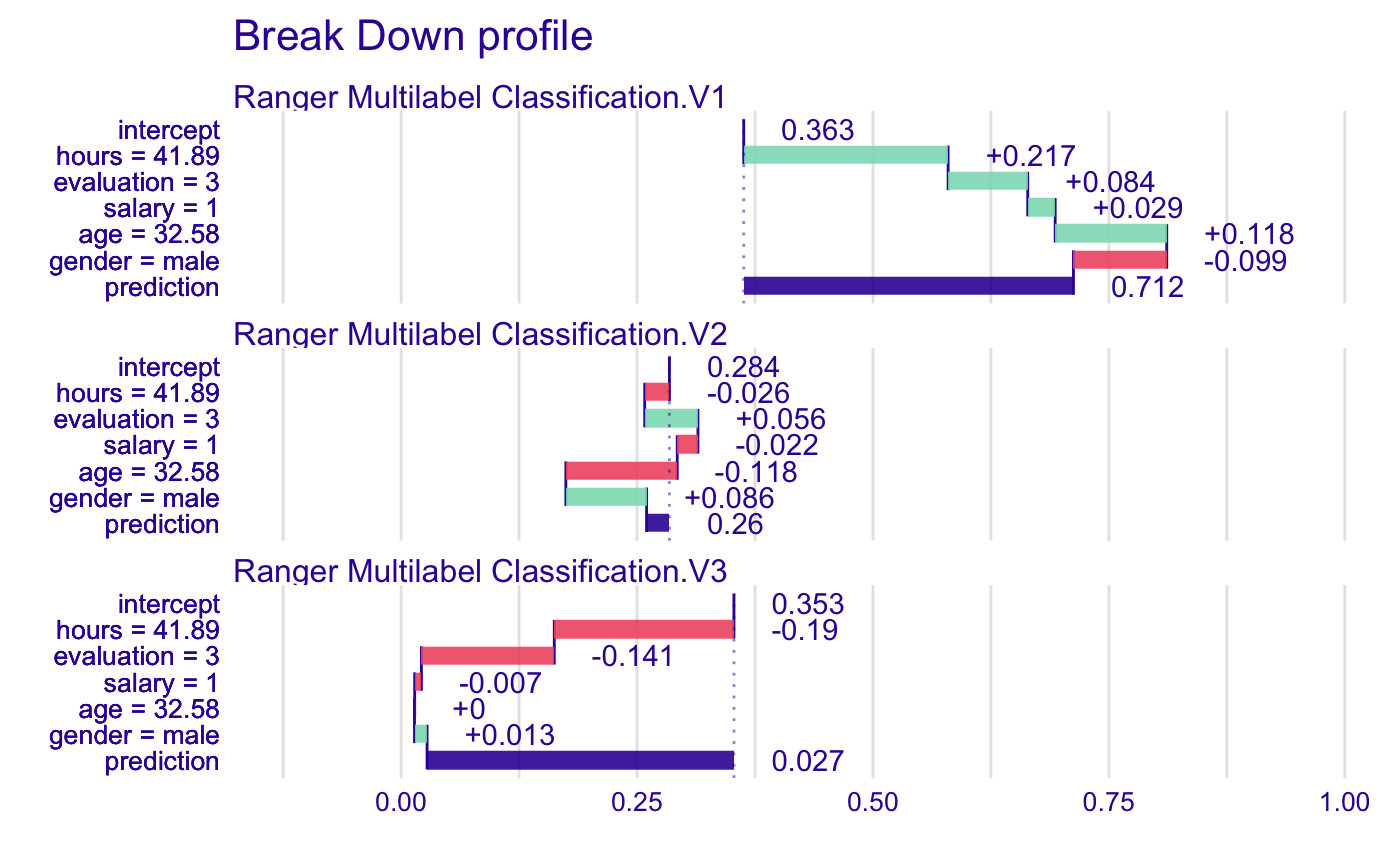 Break Down profile
Ranger Multilabel Classification.V1
intercept 0.363
hours = 41.89 +0.217
evaluation = 3 +0.084
salary = 1 +0.029
age = 32.58 +0.118
gender = male -0.099
prediction 0.712
Ranger Multilabel Classification.V2
intercept 0.284
hours = 41.89 -0.026
evaluation = 3 +0.056
salary = 1 -0.022
age = 32.58 -0.118
gender = male +0.086
prediction 0.26
Ranger Multilabel Classification.V3
intercept 0.353
hours = 41.89 -0.19
evaluation = 3 -0.141
salary = 1 -0.007
age = 32.58 +0
gender = male +0.013
prediction 0.027
0.00 0.25 0.50 0.75 1.00